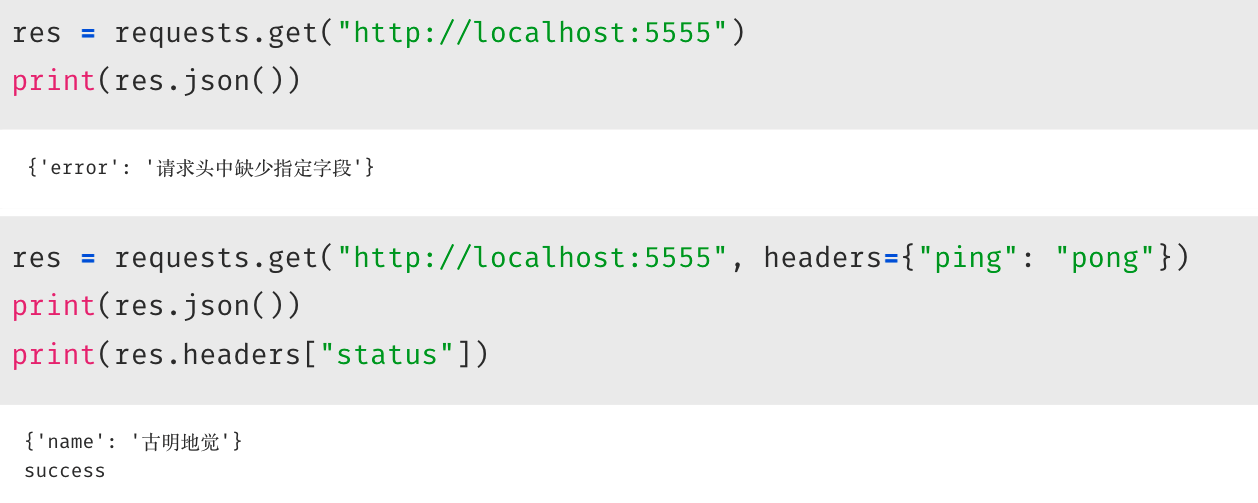 res = requests.get("http://localhost:5555")
print(res.json())
{'error': '请求头中缺少指定字段'}
res = requests.get("http://localhost:5555", headers={"ping": "pong"})
print(res.json())
print(res.headers["status"])
{'name': '古明地觉'}
success